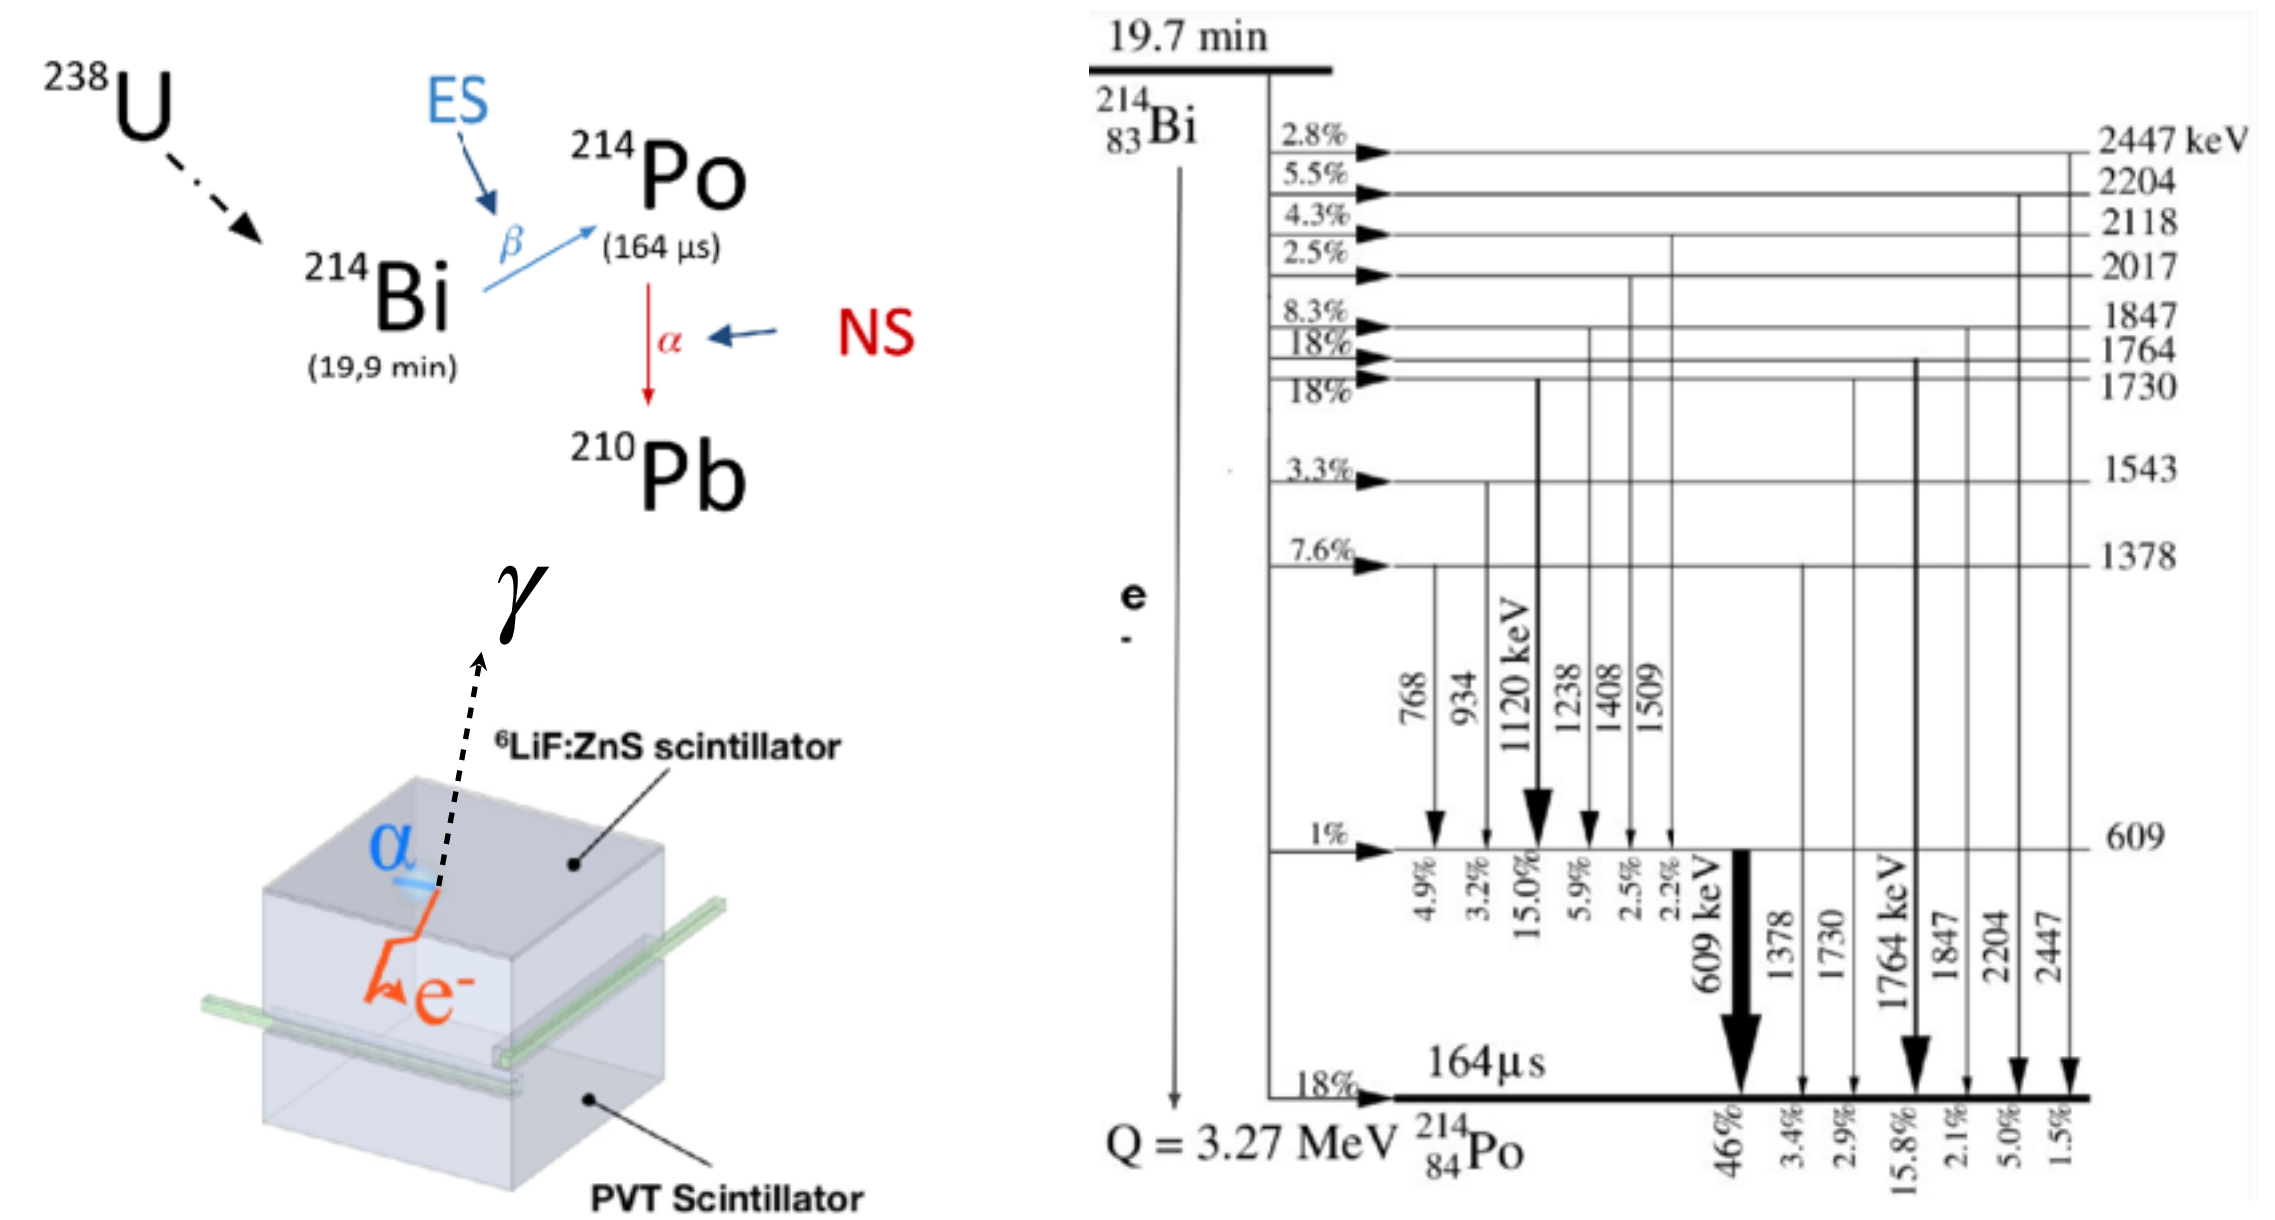 238U
ES
214Po
(164 µs)
β
214Bi
(19,9 min)
α
NS
210Pb
γ
6LiF:ZnS scintillator
α
e-
PVT Scintillator
19.7 min
214 83Bi
2.8%
2447 keV
5.5%
2204
4.3%
2118
2.5%
2017
8.3%
1847
18%
1764
18%
1730
3.3%
1543
7.6%
1378
e
-
768
934
1120 keV
1238
1408
1509
1%
609
4.9%
3.2%
15.0%
5.9%
2.5%
2.2%
609 keV
1378
1730
1764 keV
1847
2204
2447
164µs
18%
Q = 3.27 MeV
214 84Po
46%
3.4%
2.9%
15.8%
2.1%
5.0%
1.5%